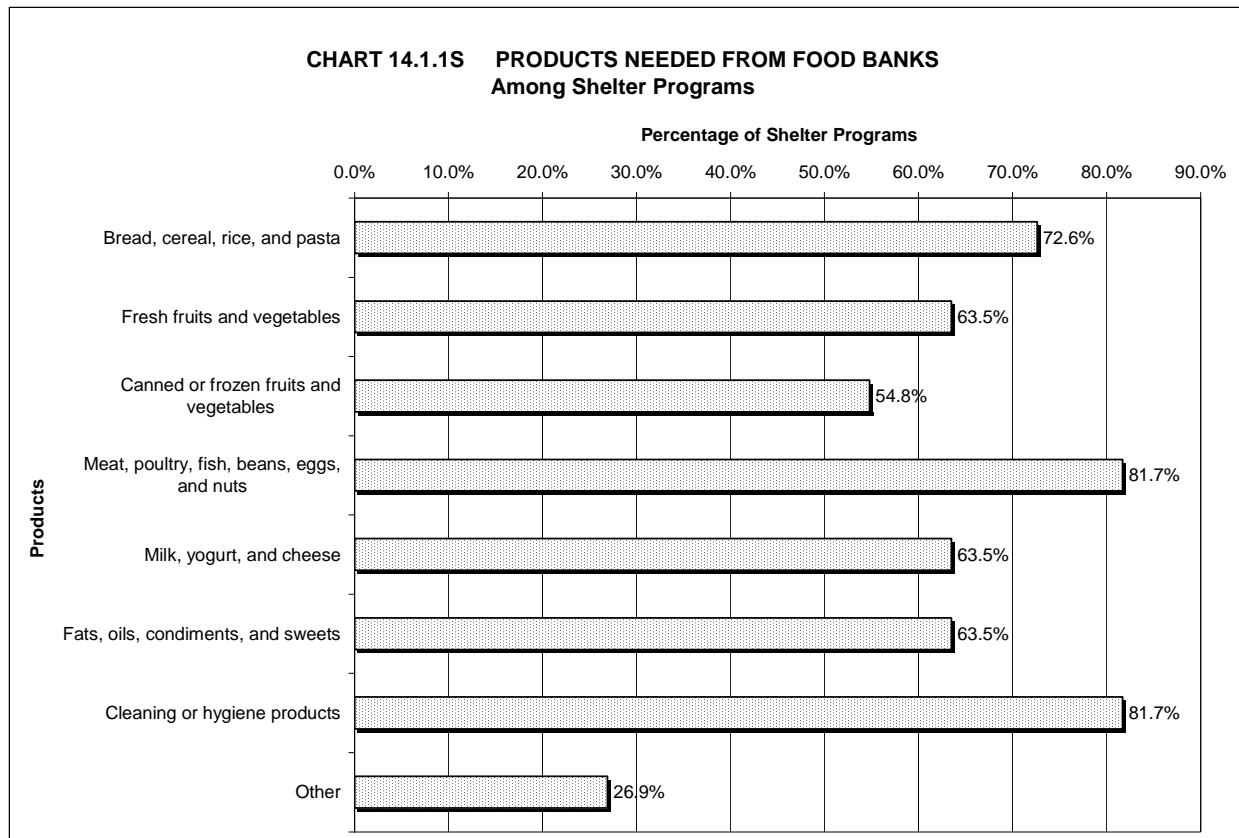 CHART 14.1.1S PRODUCTS NEEDED FROM FOOD BANKS
Among Shelter Programs
Percentage of Shelter Programs
0.0% 10.0% 20.0% 30.0% 40.0% 50.0% 60.0% 70.0% 80.0% 90.0%
Products
Bread, cereal, rice, and pasta 72.6%
Fresh fruits and vegetables 63.5%
Canned or frozen fruits and
vegetables 54.8%
Meat, poultry, fish, beans, eggs,
and nuts 81.7%
Milk, yogurt, and cheese 63.5%
Fats, oils, condiments, and sweets 63.5%
Cleaning or hygiene products 81.7%
Other 26.9%